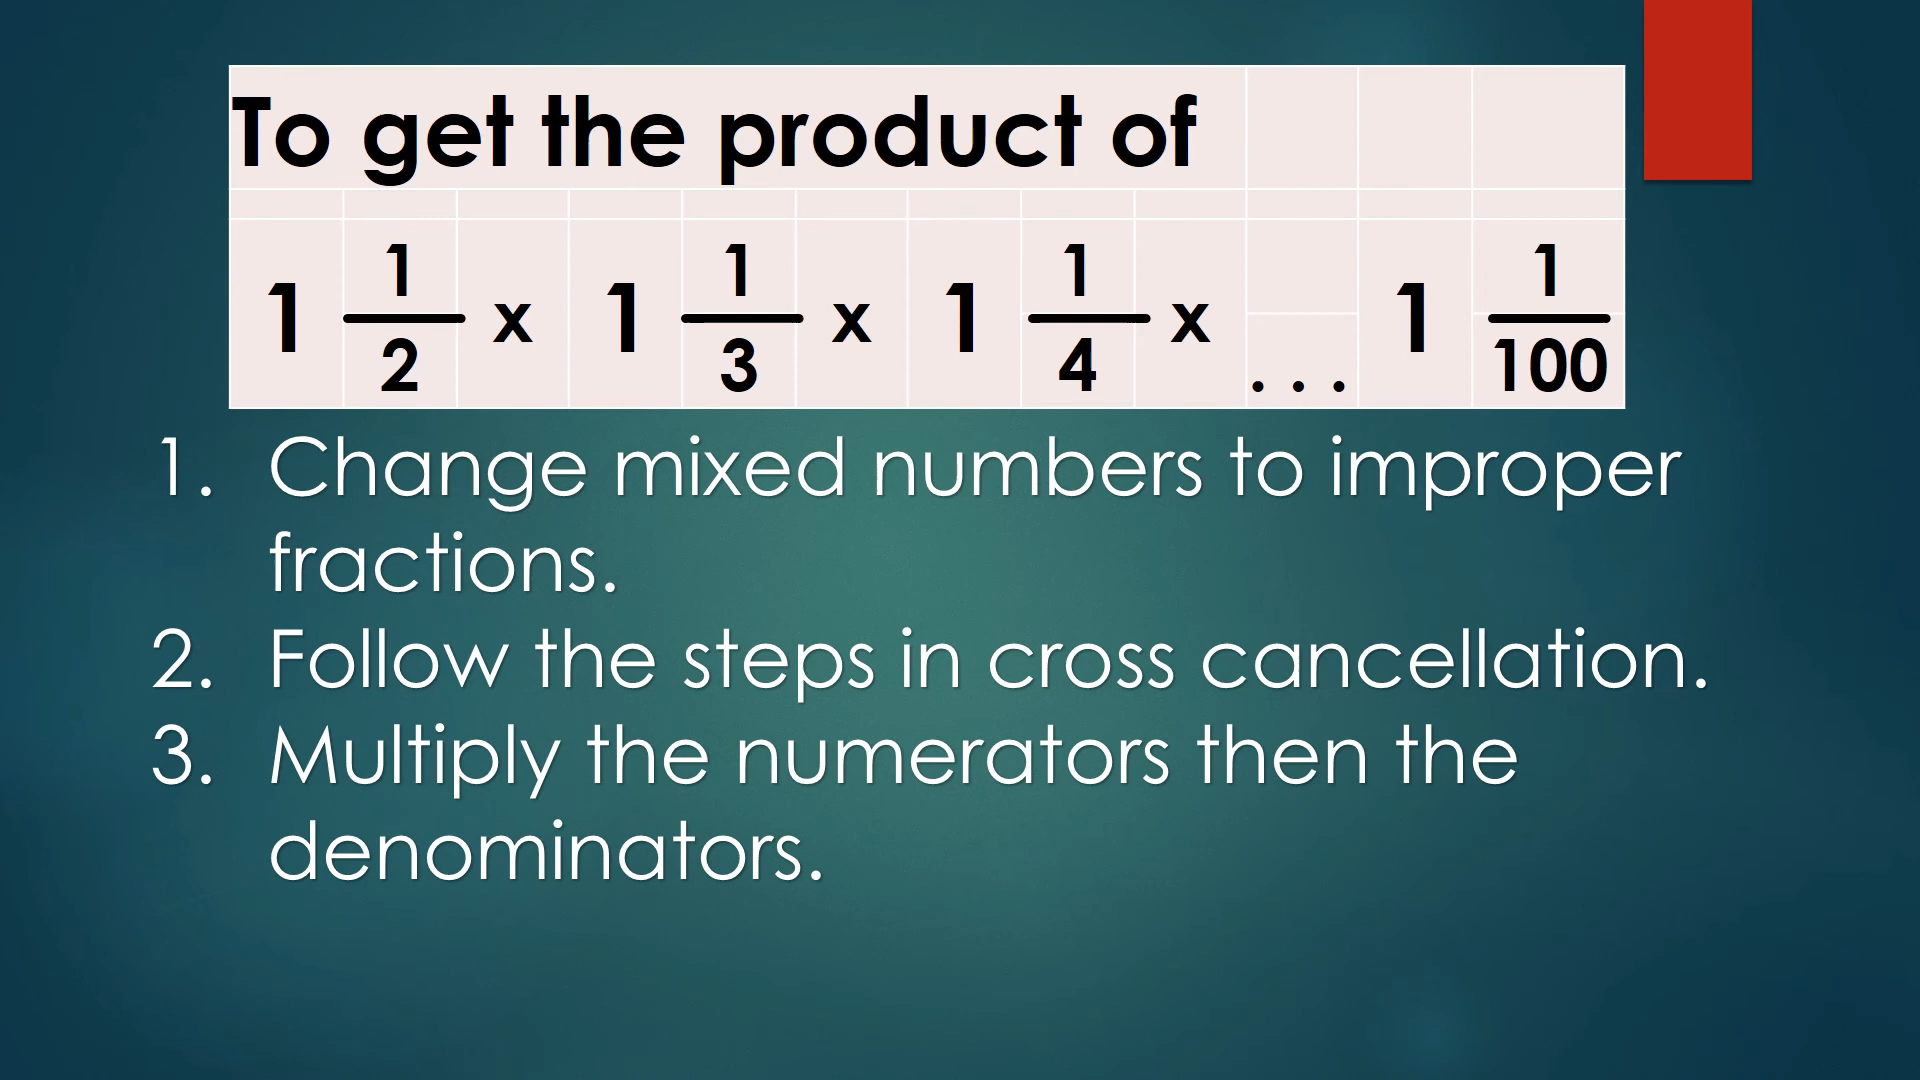 To get the product of
1 1/2 x 1 1/3 x 1 1/4 x . . . 1 1/100
1. Change mixed numbers to improper
fractions.
2. Follow the steps in cross cancellation.
3. Multiply the numerators then the
denominators.